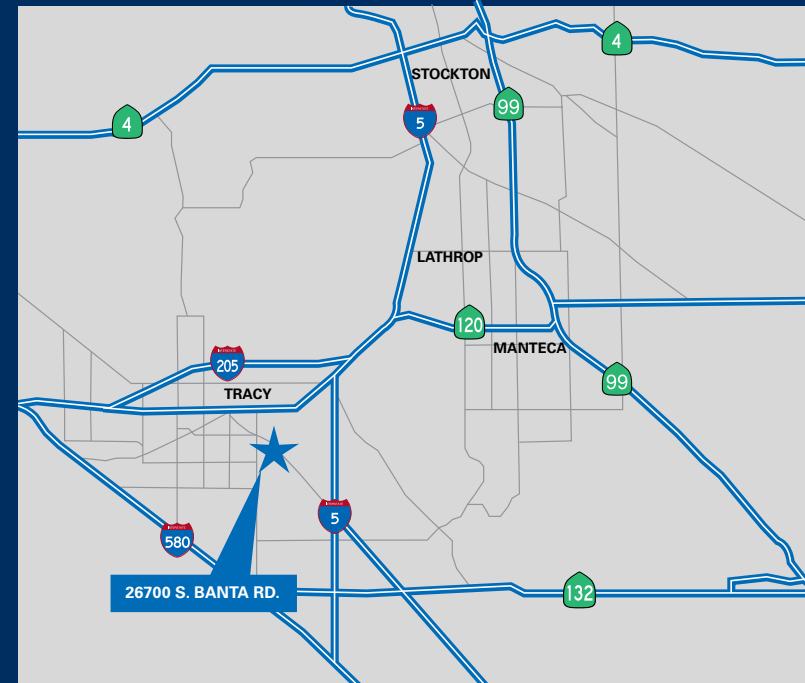 4
STOCKTON
99
4
5
LATHROP
120
MANTECA
205
TRACY
99
5
580
26700 S. BANTA RD.
132